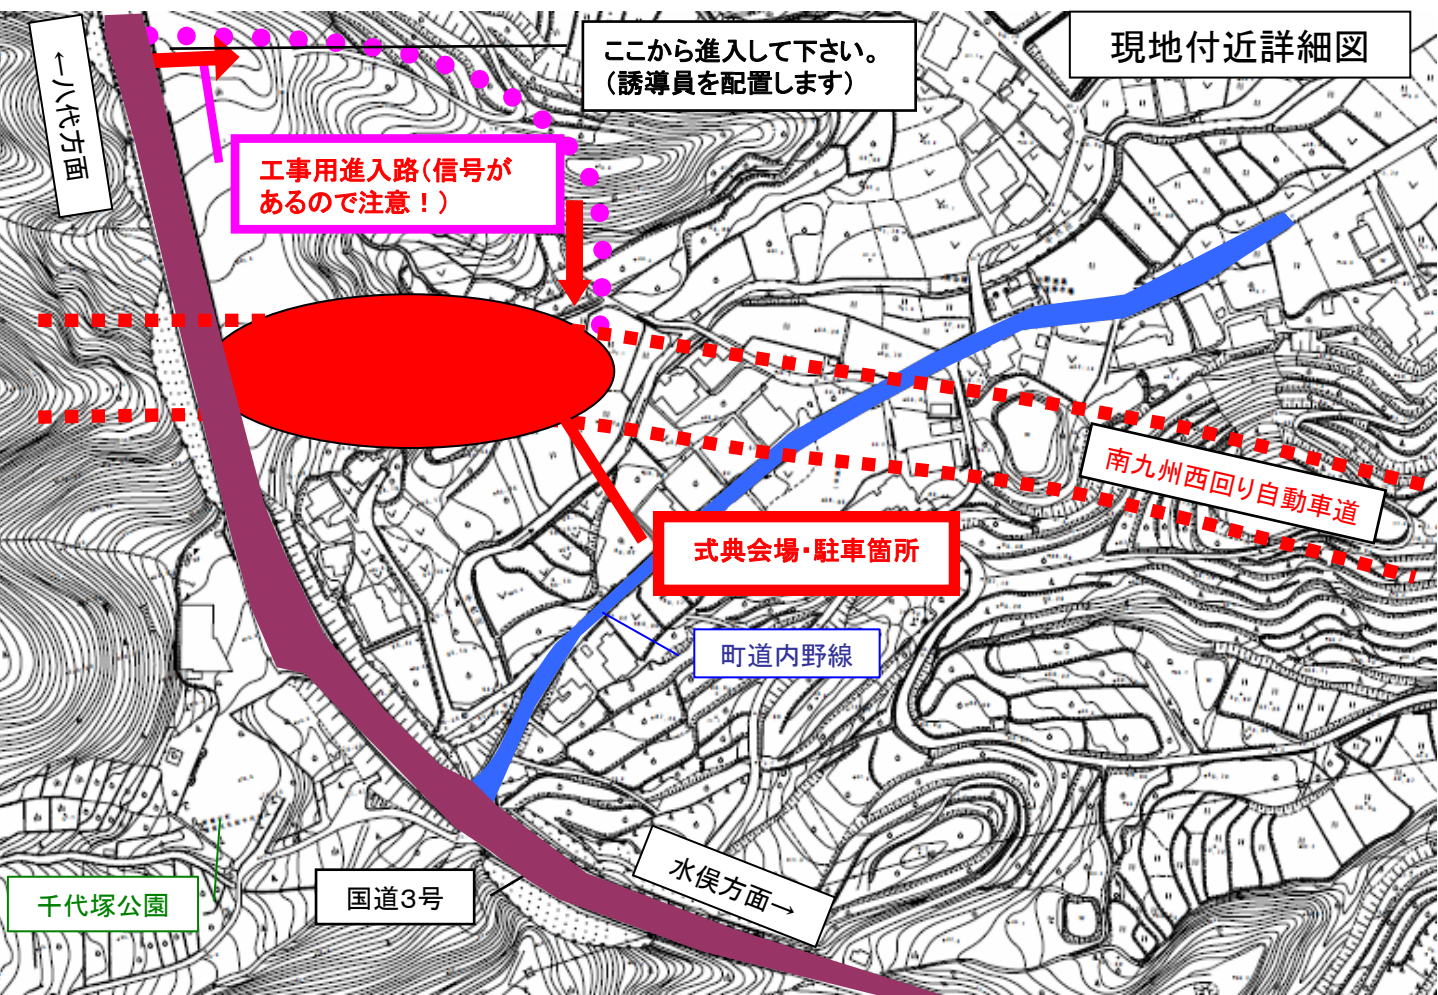 現地付近詳細図
ここから進入して下さい。
(誘導員を配置します)
←八代方面
工事用進入路(信号が
あるので注意!)
南九州西回り自動車道
式典会場・駐車箇所
町道内野線
水俣方面→
国道3号
千代塚公園